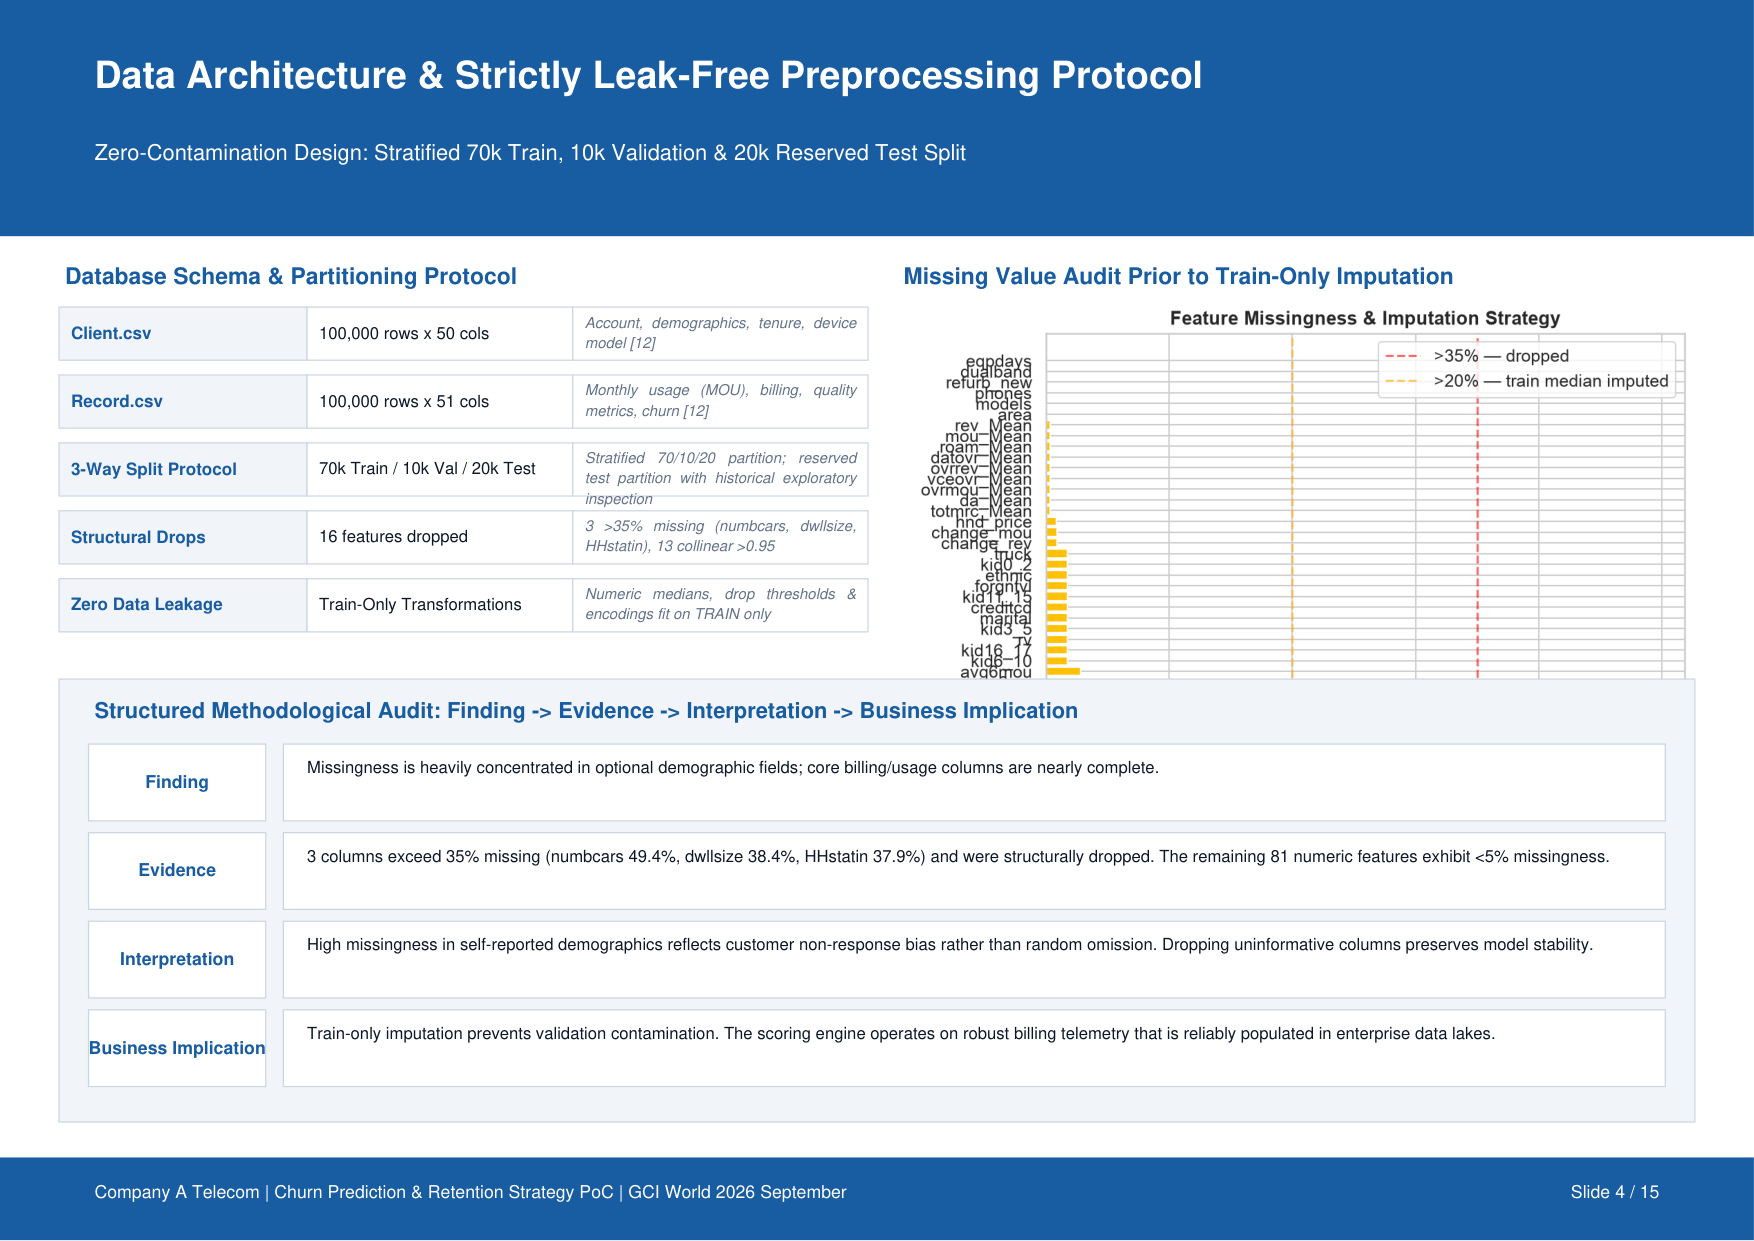 Data Architecture & Strictly Leak-Free Preprocessing Protocol
Zero-Contamination Design: Stratified 70k Train, 10k Validation & 20k Reserved Test Split
Database Schema & Partitioning Protocol
Client.csv
100,000 rows x 50 cols
Account, demographics, tenure, device
model [12]
Record.csv
100,000 rows x 51 cols
Monthly usage (MOU), billing, quality
metrics, churn [12]
3-Way Split Protocol
70k Train / 10k Val / 20k Test
Stratified 70/10/20 partition; reserved
test partition with historical exploratory
inspection
Structural Drops
16 features dropped
3 >35% missing (numbcars, dwllsize,
HHstatin), 13 collinear >0.95
Zero Data Leakage
Train-Only Transformations
Numeric medians, drop thresholds &
encodings fit on TRAIN only
Missing Value Audit Prior to Train-Only Imputation
Feature Missingness & Imputation Strategy
>35% — dropped
>20% — train median imputed
eqpdays
dualband
refurb_new
phones
models
area
rev_Mean
mou_Mean
roam_Mean
datovr_Mean
ovrrev_Mean
vceovr_Mean
ovrmou_Mean
da_Mean
totmrc_Mean
hnd_price
change_mou
change_rev
truck
kid0_2
ethnic
forgntvl
kid11_15
creditcd
marital
kid3_5
rv
kid16_17
kid6_10
avg6mou
Structured Methodological Audit: Finding -> Evidence -> Interpretation -> Business Implication
Finding
Missingness is heavily concentrated in optional demographic fields; core billing/usage columns are nearly complete.
Evidence
3 columns exceed 35% missing (numbcars 49.4%, dwllsize 38.4%, HHstatin 37.9%) and were structurally dropped. The remaining 81 numeric features exhibit <5% missingness.
Interpretation
High missingness in self-reported demographics reflects customer non-response bias rather than random omission. Dropping uninformative columns preserves model stability.
Business Implication
Train-only imputation prevents validation contamination. The scoring engine operates on robust billing telemetry that is reliably populated in enterprise data lakes.
Company A Telecom | Churn Prediction & Retention Strategy PoC | GCI World 2026 September
Slide 4 / 15